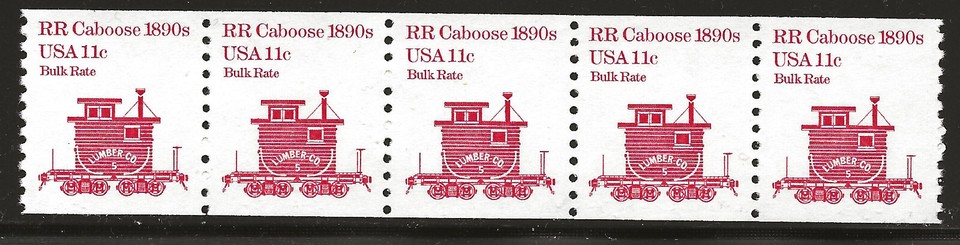 RR Caboose 1890s
USA 11c
Bulk Rate
LUMBER·CO
5
RR Caboose 1890s
USA 11c
Bulk Rate
LUMBER·CO
5
RR Caboose 1890s
USA 11c
Bulk Rate
LUMBER·CO
5
RR Caboose 1890s
USA 11c
Bulk Rate
LUMBER·CO
5
RR Caboose 1890s
USA 11c
Bulk Rate
LUMBER·CO
5